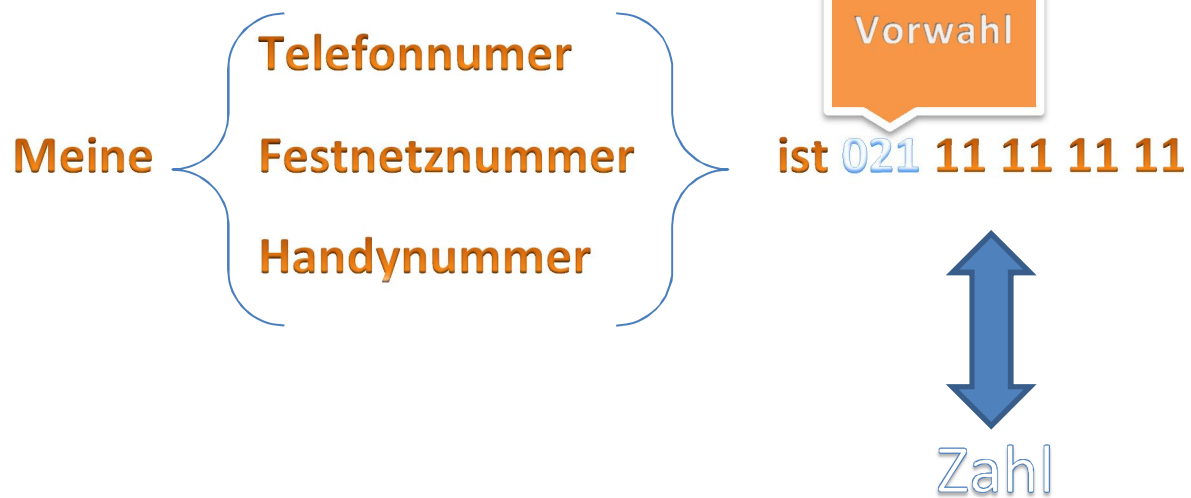 Vorwahl
Telefonnumer
Meine Festnetznummer ist 021 11 11 11 11
Handynummer
Zahl